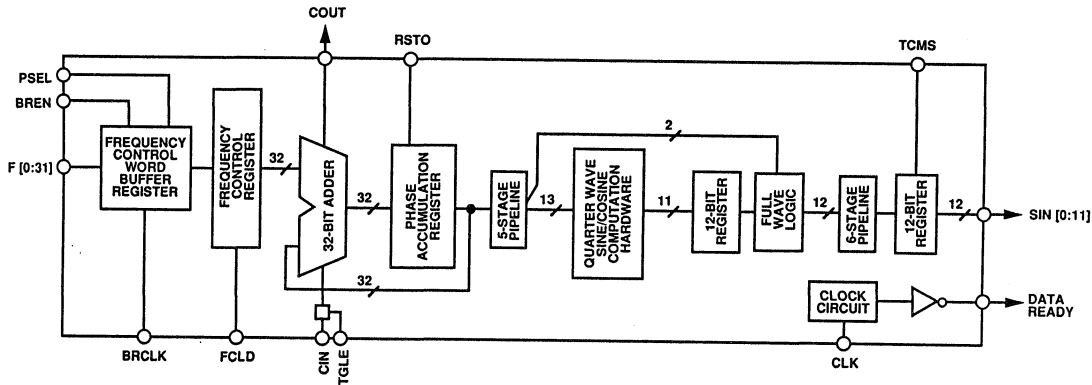 COUT
RSTO
TCMS
PSEL
BREN
F [0:31]
FREQUENCY
CONTROL
WORD
BUFFER
REGISTER
FREQUENCY
CONTROL
REGISTER
32
32-BIT ADDER
32
PHASE
ACCUMULATION
REGISTER
32
5-STAGE
PIPELINE
2
13
QUARTER WAVE
SINE/COSINE
COMPUTATION
HARDWARE
11
12-BIT
REGISTER
FULL
WAVE
LOGIC
12
6-STAGE
PIPELINE
12-BIT
REGISTER
12
SIN [0:11]
CLOCK
CIRCUIT
DATA
READY
BRCLK
FCLD
CIN
TGLE
CLK